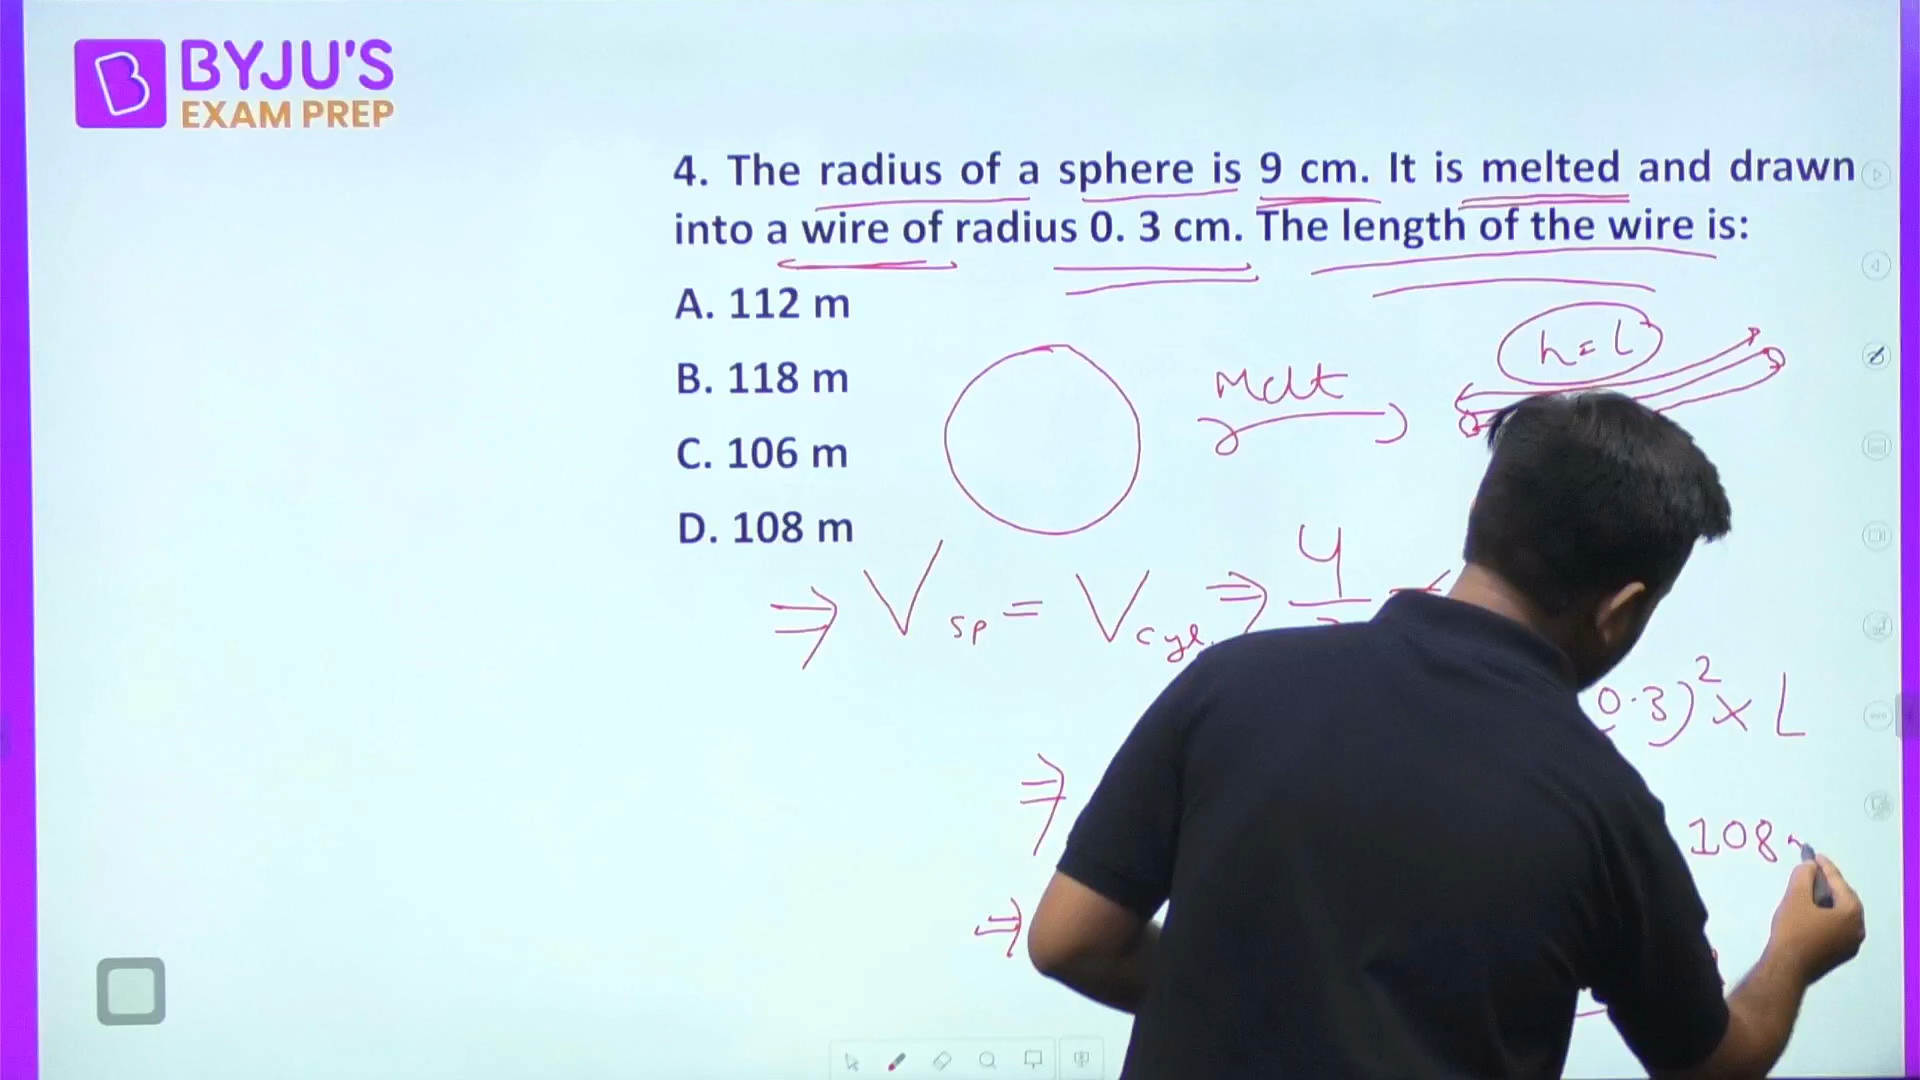 BYJU'S
EXAM PREP
4. The radius of a sphere is 9 cm. It is melted and drawn
into a wire of radius 0. 3 cm. The length of the wire is:
A. 112 m
B. 118 m
C. 106 m
D. 108 m
Melt
h = l
⇒ V sp = V cyl. ⇒ 4
0.3)² × L
⇒
108
⇒